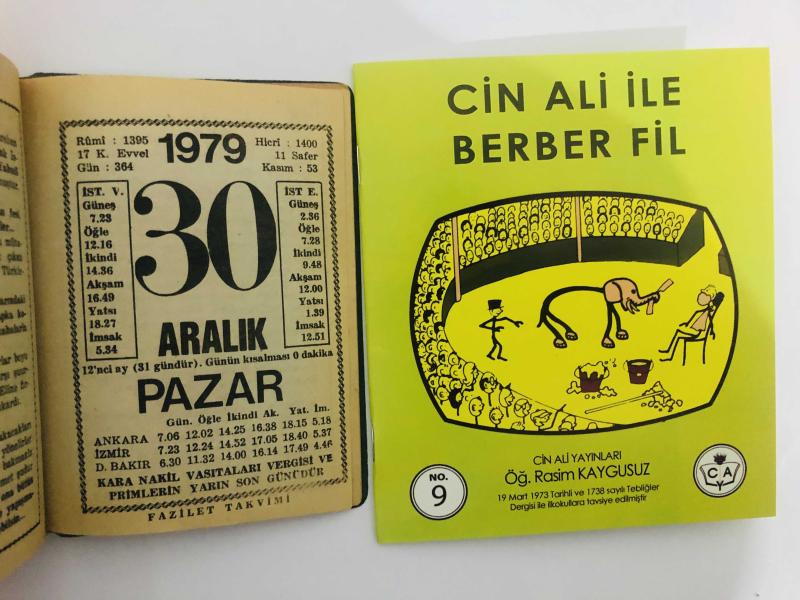 Rûmî : 1395
17 K. Evvel
Gün : 364
1979
Hicri : 1400
11 Safer
Kasım : 53
İST. V.
Güneş
7.23
Öğle
12.16
İkindi
14.36
Akşam
16.49
Yatsı
18.27
İmsak
5.34
30
İST E.
Güneş
2.36
Öğle
7.28
İkindi
9.48
Akşam
12.00
Yatsı
1.39
İmsak
12.51
ARALIK
12'nci ay (31 gündür). Günün kısalması 0 dakika
PAZAR
Gün. Öğle İkindi Ak. Yat. İm.
ANKARA 7.06 12.02 14.25 16.38 18.15 5.18
İZMİR 7.23 12.24 14.52 17.05 18.40 5.37
D. BAKIR 6.30 11.32 14.00 16.14 17.49 4.46
KARA NAKİL VASITALARI VERGİSİ VE
PRİMLERİN YARIN SON GÜNÜDÜR
FAZİLET TAKVİMİ
CİN ALİ İLE
BERBER FİL
CİN ALİ YAYINLARI
Öğ. Rasim KAYGUSUZ
19 Mart 1973 Tarihli ve 1738 sayılı Tebliğler
Dergisi ile ilkokullara tavsiye edilmiştir
NO.
9
C A
Y